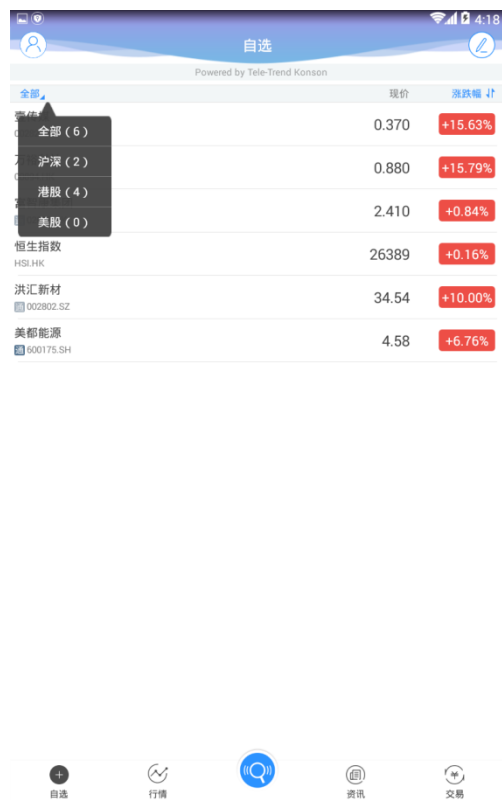 4:18
自选
Powered by Tele-Trend Konson
全部
现价
涨跌幅
全部(6)
沪深(2)
港股(4)
美股(0)
0.370
+15.63%
0.880
+15.79%
2.410
+0.84%
恒生指数
HSI.HK
26389
+0.16%
洪汇新材
002802.SZ
34.54
+10.00%
美都能源
600175.SH
4.58
+6.76%
自选
行情
资讯
交易